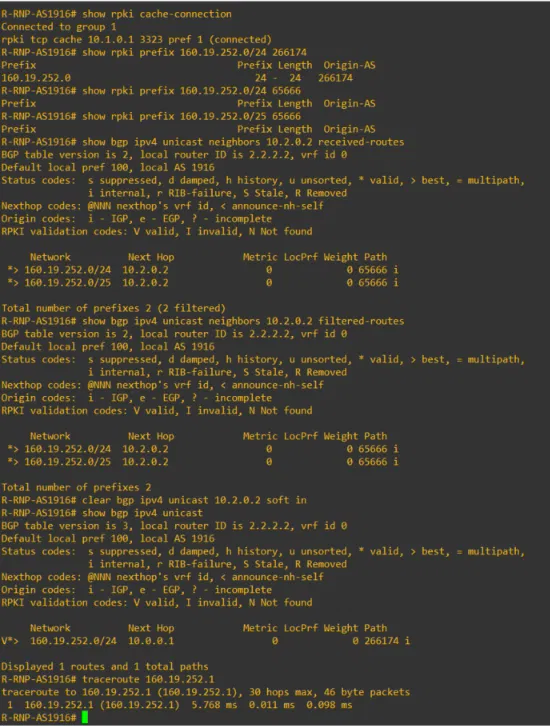 R-RNP-AS1916# show rpki cache-connection
Connected to group 1
rpki tcp cache 10.1.0.1 3323 pref 1 (connected)
R-RNP-AS1916# show rpki prefix 160.19.252.0/24 266174
Prefix Prefix Length Origin-AS
160.19.252.0 24 - 24 266174
R-RNP-AS1916# show rpki prefix 160.19.252.0/24 65666
Prefix Prefix Length Origin-AS
R-RNP-AS1916# show rpki prefix 160.19.252.0/25 65666
Prefix Prefix Length Origin-AS
R-RNP-AS1916# show bgp ipv4 unicast neighbors 10.2.0.2 received-routes
BGP table version is 2, local router ID is 2.2.2.2, vrf id 0
Default local pref 100, local AS 1916
Status codes: s suppressed, d damped, h history, u unsorted, * valid, > best, = multipath,
i internal, r RIB-failure, S Stale, R Removed
Nexthop codes: @NNN nexthop's vrf id, < announce-nh-self
Origin codes: i - IGP, e - EGP, ? - incomplete
RPKI validation codes: V valid, I invalid, N Not found
Network Next Hop Metric LocPrf Weight Path
*> 160.19.252.0/24 10.2.0.2 0 0 65666 i
*> 160.19.252.0/25 10.2.0.2 0 0 65666 i
Total number of prefixes 2 (2 filtered)
R-RNP-AS1916# show bgp ipv4 unicast neighbors 10.2.0.2 filtered-routes
BGP table version is 2, local router ID is 2.2.2.2, vrf id 0
Default local pref 100, local AS 1916
Status codes: s suppressed, d damped, h history, u unsorted, * valid, > best, = multipath,
i internal, r RIB-failure, S Stale, R Removed
Nexthop codes: @NNN nexthop's vrf id, < announce-nh-self
Origin codes: i - IGP, e - EGP, ? - incomplete
RPKI validation codes: V valid, I invalid, N Not found
Network Next Hop Metric LocPrf Weight Path
*> 160.19.252.0/24 10.2.0.2 0 0 65666 i
*> 160.19.252.0/25 10.2.0.2 0 0 65666 i
Total number of prefixes 2
R-RNP-AS1916# clear bgp ipv4 unicast 10.2.0.2 soft in
R-RNP-AS1916# show bgp ipv4 unicast
BGP table version is 3, local router ID is 2.2.2.2, vrf id 0
Default local pref 100, local AS 1916
Status codes: s suppressed, d damped, h history, u unsorted, * valid, > best, = multipath,
i internal, r RIB-failure, S Stale, R Removed
Nexthop codes: @NNN nexthop's vrf id, < announce-nh-self
Origin codes: i - IGP, e - EGP, ? - incomplete
RPKI validation codes: V valid, I invalid, N Not found
Network Next Hop Metric LocPrf Weight Path
V*> 160.19.252.0/24 10.0.0.1 0 0 266174 i
Displayed 1 routes and 1 total paths
R-RNP-AS1916# traceroute 160.19.252.1
traceroute to 160.19.252.1 (160.19.252.1), 30 hops max, 46 byte packets
1 160.19.252.1 (160.19.252.1) 5.768 ms 0.011 ms 0.098 ms
R-RNP-AS1916#